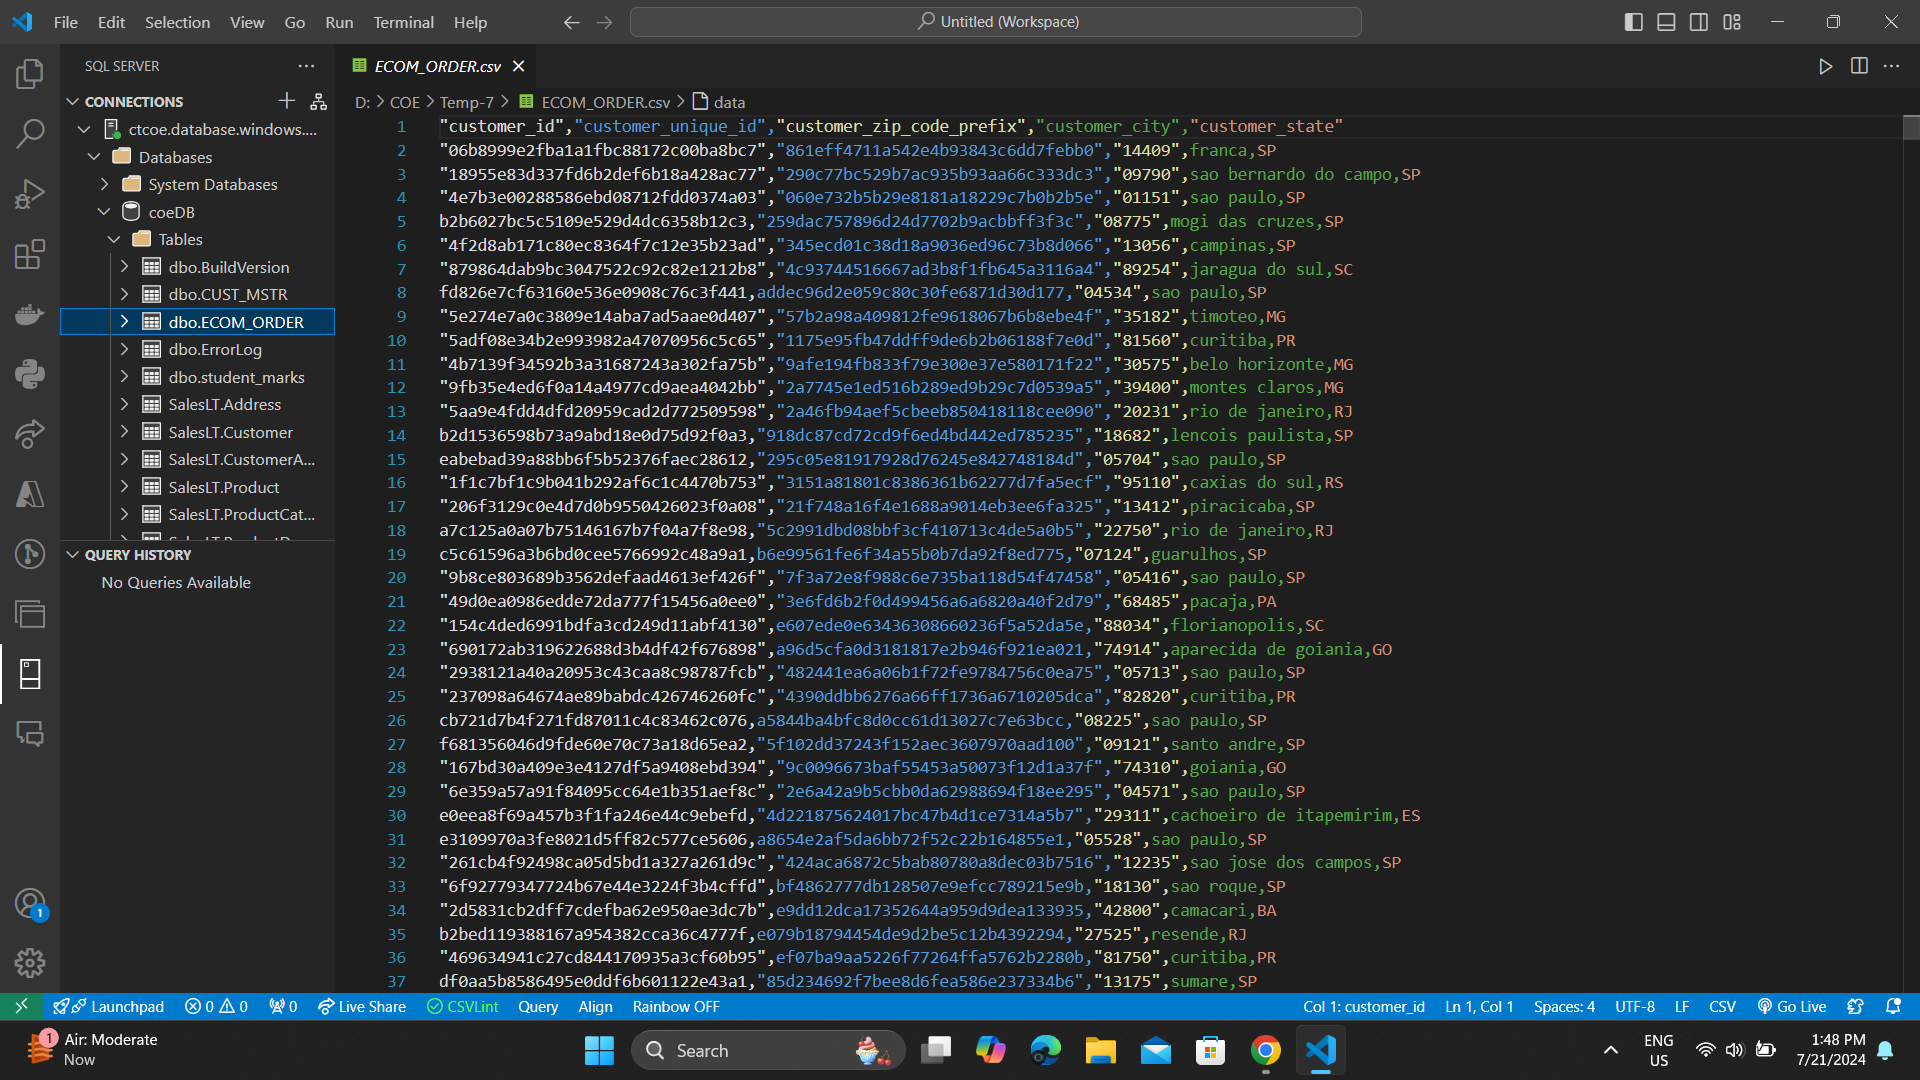 File Edit Selection View Go Run Terminal Help
Untitled (Workspace)
SQL SERVER
CONNECTIONS
ctcoe.database.windows....
Databases
System Databases
coeDB
Tables
dbo.BuildVersion
dbo.CUST_MSTR
dbo.ECOM_ORDER
dbo.ErrorLog
dbo.student_marks
SalesLT.Address
SalesLT.Customer
SalesLT.CustomerA...
SalesLT.Product
SalesLT.ProductCat...
QUERY HISTORY
No Queries Available
ECOM_ORDER.csv
D: > COE > Temp-7 > ECOM_ORDER.csv > data
1 "customer_id","customer_unique_id","customer_zip_code_prefix","customer_city","customer_state"
2 "06b8999e2fba1a1fbc88172c00ba8bc7","861eff4711a542e4b93843c6dd7febb0","14409",franca,SP
3 "18955e83d337fd6b2def6b18a428ac77","290c77bc529b7ac935b93aa66c333dc3","09790",sao bernardo do campo,SP
4 "4e7b3e00288586ebd08712fdd0374a03","060e732b5b29e8181a18229c7b0b2b5e","01151",sao paulo,SP
5 b2b6027bc5c5109e529d4dc6358b12c3,"259dac757896d24d7702b9acbbff3f3c","08775",mogi das cruzes,SP
6 "4f2d8ab171c80ec8364f7c12e35b23ad","345ecd01c38d18a9036ed96c73b8d066","13056",campinas,SP
7 "879864dab9bc3047522c92c82e1212b8","4c93744516667ad3b8f1fb645a3116a4","89254",jaragua do sul,SC
8 fd826e7cf63160e536e0908c76c3f441,addec96d2e059c80c30fe6871d30d177,"04534",sao paulo,SP
9 "5e274e7a0c3809e14aba7ad5aae0d407","57b2a98a409812fe9618067b6b8ebe4f","35182",timoteo,MG
10 "5adf08e34b2e993982a47070956c5c65","1175e95fb47ddff9de6b2b06188f7e0d","81560",curitiba,PR
11 "4b7139f34592b3a31687243a302fa75b","9afe194fb833f79e300e37e580171f22","30575",belo horizonte,MG
12 "9fb35e4ed6f0a14a4977cd9aea4042bb","2a7745e1ed516b289ed9b29c7d0539a5","39400",montes claros,MG
13 "5aa9e4fdd4dfd20959cad2d772509598","2a46fb94aef5cbeeb850418118cee090","20231",rio de janeiro,RJ
14 b2d1536598b73a9abd18e0d75d92f0a3,"918dc87cd72cd9f6ed4bd442ed785235","18682",lencois paulista,SP
15 eabebad39a88bb6f5b52376faec28612,"295c05e81917928d76245e842748184d","05704",sao paulo,SP
16 "1f1c7bf1c9b041b292af6c1c4470b753","3151a81801c8386361b62277d7fa5ecf","95110",caxias do sul,RS
17 "206f3129c0e4d7d0b9550426023f0a08","21f748a16f4e1688a9014eb3ee6fa325","13412",piracicaba,SP
18 a7c125a0a07b75146167b7f04a7f8e98,"5c2991dbd08bbf3cf410713c4de5a0b5","22750",rio de janeiro,RJ
19 c5c61596a3b6bd0cee5766992c48a9a1,b6e99561fe6f34a55b0b7da92f8ed775,"07124",guarulhos,SP
20 "9b8ce803689b3562defaad4613ef426f","7f3a72e8f988c6e735ba118d54f47458","05416",sao paulo,SP
21 "49d0ea0986edde72da777f15456a0ee0","3e6fd6b2f0d499456a6a6820a40f2d79","68485",pacaja,PA
22 "154c4ded6991bdfa3cd249d11abf4130",e607ede0e63436308660236f5a52da5e,"88034",florianopolis,SC
23 "690172ab319622688d3b4df42f676898",a96d5cfa0d3181817e2b946f921ea021,"74914",aparecida de goiania,GO
24 "2938121a40a20953c43caa8c98787fcb","482441ea6a06b1f72fe9784756c0ea75","05713",sao paulo,SP
25 "237098a64674ae89babdc426746260fc","4390ddbb6276a66ff1736a6710205dca","82820",curitiba,PR
26 cb721d7b4f271fd87011c4c83462c076,a5844ba4bfc8d0cc61d13027c7e63bcc,"08225",sao paulo,SP
27 f681356046d9fde60e70c73a18d65ea2,"5f102dd37243f152aec3607970aad100","09121",santo andre,SP
28 "167bd30a409e3e4127df5a9408ebd394","9c0096673baf55453a50073f12d1a37f","74310",goiania,GO
29 "6e359a57a91f84095cc64e1b351aef8c","2e6a42a9b5cbb0da62988694f18ee295","04571",sao paulo,SP
30 e0eea8f69a457b3f1fa246e44c9ebefd,"4d221875624017bc47b4d1ce7314a5b7","29311",cachoeiro de itapemirim,ES
31 e3109970a3fe8021d5ff82c577ce5606,a8654e2af5da6bb72f52c22b164855e1,"05528",sao paulo,SP
32 "261cb4f92498ca05d5bd1a327a261d9c","424aca6872c5bab80780a8dec03b7516","12235",sao jose dos campos,SP
33 "6f92779347724b67e44e3224f3b4cffd",bf4862777db128507e9efcc789215e9b,"18130",sao roque,SP
34 "2d5831cb2dff7cdefba62e950ae3dc7b",e9dd12dca17352644a959d9dea133935,"42800",camacari,BA
35 b2bed119388167a954382cca36c4777f,e079b18794454de9d2be5c12b4392294,"27525",resende,RJ
36 "469634941c27cd844170935a3cf60b95",ef07ba9aa5226f77264ffa5762b2280b,"81750",curitiba,PR
37 df0aa5b8586495e0ddf6b601122e43a1,"85d234692f7bee8d6fea586e237334b6","13175",sumare,SP
Launchpad 0 0 0 Live Share CSVLint Query Align Rainbow OFF Col 1: customer_id Ln 1, Col 1 Spaces: 4 UTF-8 LF CSV Go Live
1
1
Air: Moderate
Now
Search
ENG
US
1:48 PM
7/21/2024